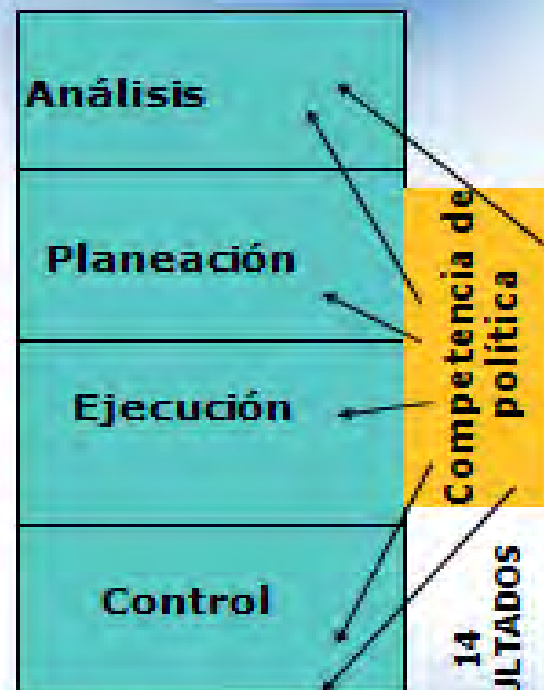 Análisis
Planeación
Ejecución
Control
Competencia de
política
14
ULTADOS